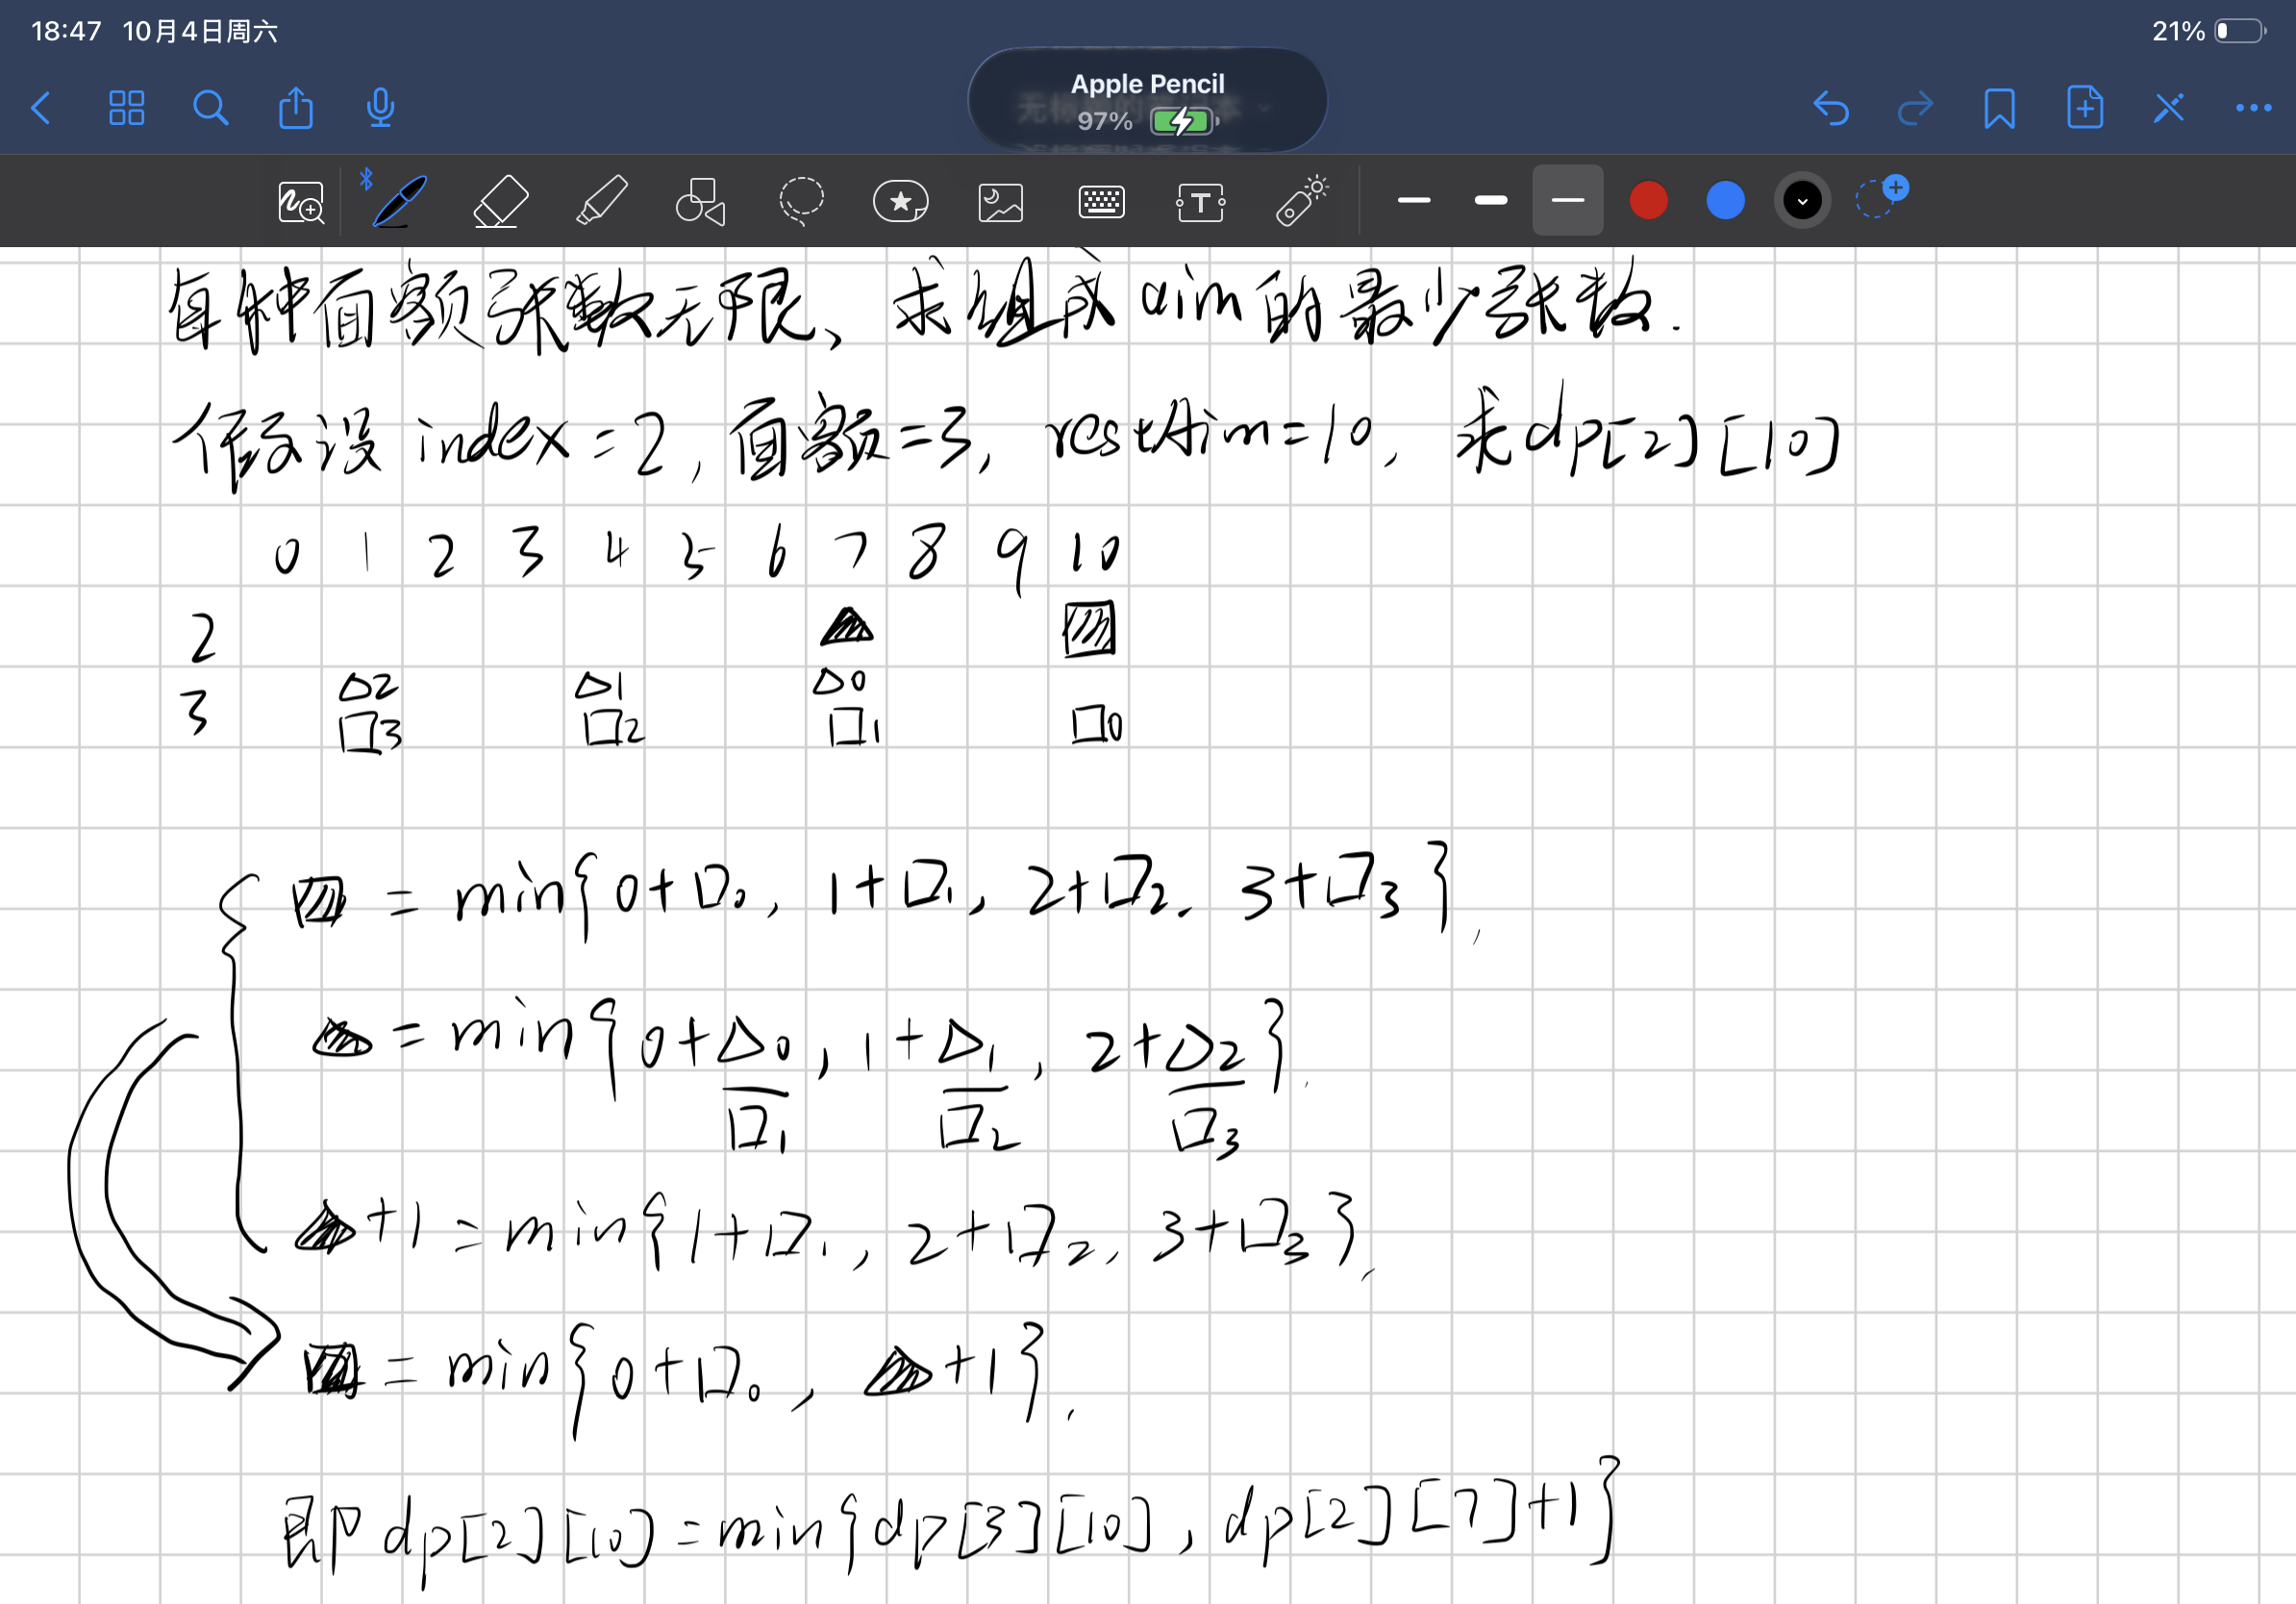 18:47 10月4日周六 21%
Apple Pencil
97%
每种面额张数无限, 求组成 aim 的最少张数.
假设 index=2, 面额=3, restAim=10, 求dp[2][10]
0 1 2 3 4 5 6 7 8 9 10
2 ▲ ▨
3 △2 △1 △0
□3 □2 □1 □0
▨ = min{0+□0, 1+□1, 2+□2, 3+□3},
▲ = min{0+△0, 1+△1, 2+△2}.
□1 □2 □3
▲+1 = min{1+□1, 2+□2, 3+□3},
▨ = min{0+□0, ▲+1}.
即 dp[2][10] = min{dp[3][10], dp[2][7]+1}